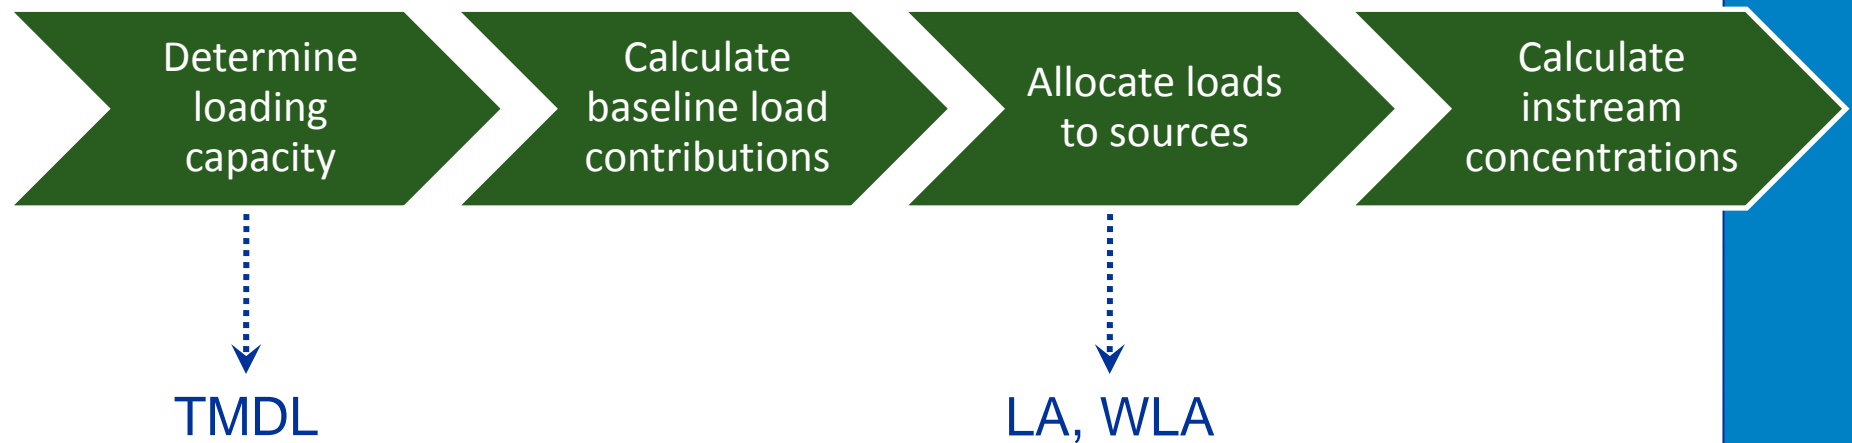 Determine
loading
capacity
Calculate
baseline load
contributions
Allocate loads
to sources
Calculate
instream
concentrations
TMDL
LA, WLA